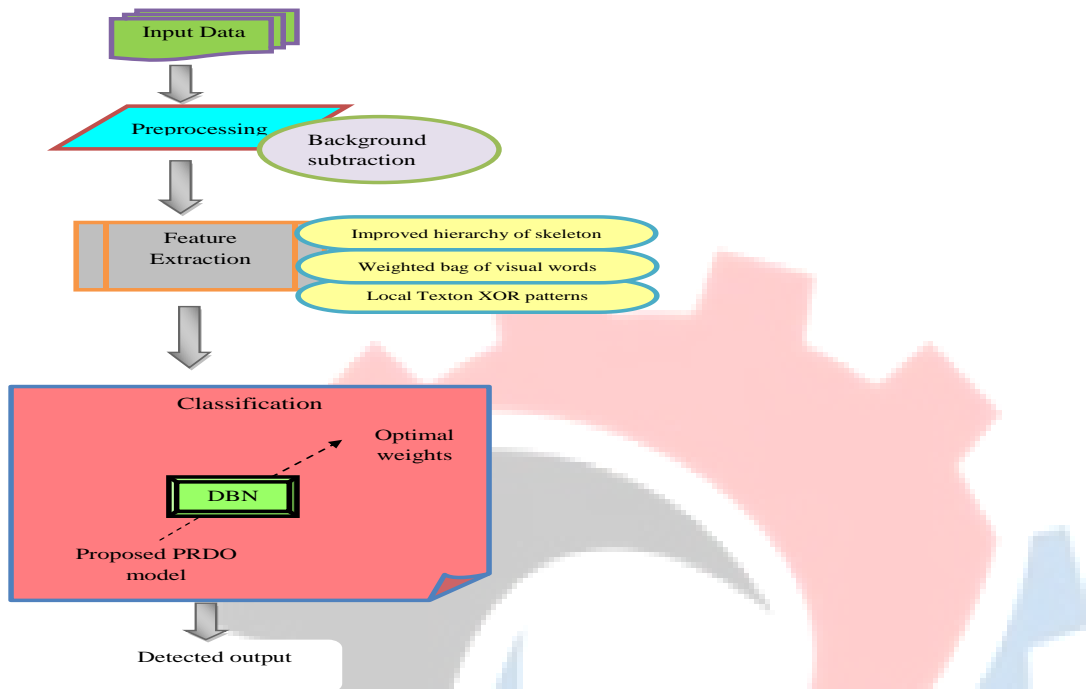 Input Data
Preprocessing
Background
subtraction
Feature
Extraction
Improved hierarchy of skeleton
Weighted bag of visual words
Local Texton XOR patterns
Classification
Optimal
weights
DBN
Proposed PRDO
model
Detected output